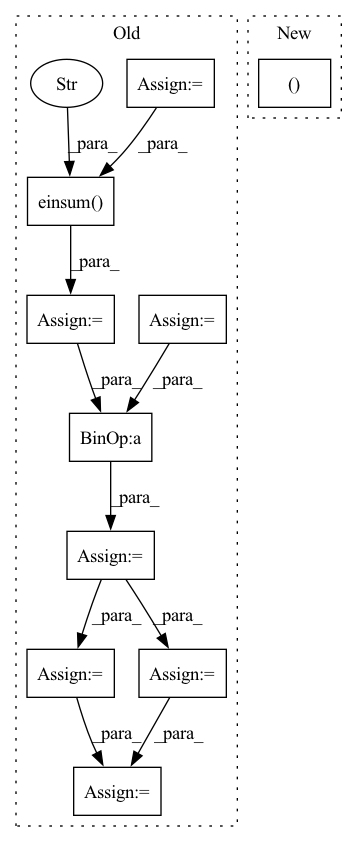 Old
New
Str
Assign:=
()
_para_
_para_
einsum()
_para_
Assign:=
Assign:=
_para_
_para_
BinOp:a
_para_
Assign:=
_para_
_para_
Assign:=
Assign:=
_para_
_para_
Assign:=